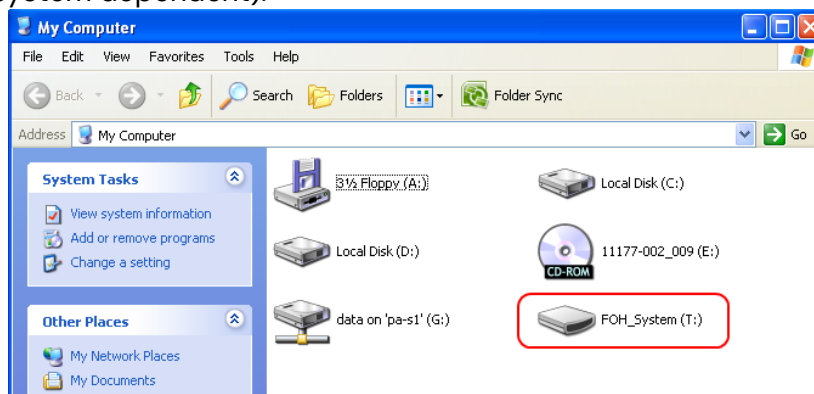 system dependent).
My Computer
File Edit View Favorites Tools Help
Back Search Folders Folder Sync
Address My Computer Go
System Tasks
View system information
Add or remove programs
Change a setting
Other Places
My Network Places
My Documents
3½ Floppy (A:)
Local Disk (C:)
Local Disk (D:)
11177-002_009 (E:)
CD-ROM
data on 'pa-s1' (G:)
FOH_System (T:)